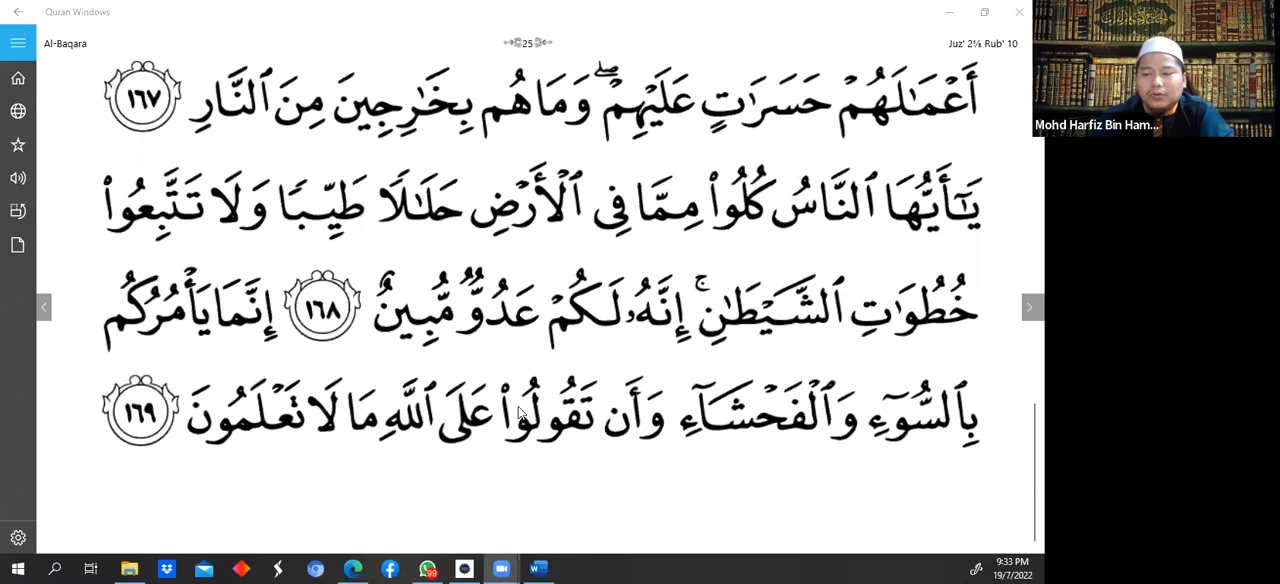 Quran Windows
Al-Baqara
25
Juz' 2⅛ Rub' 10
أَعْمَـٰلَهُمْ حَسَرَٰتٍ عَلَيْهِمْ ۖ وَمَا هُم بِخَـٰرِجِينَ مِنَ ٱلنَّارِ ١٦٧
يَـٰٓأَيُّهَا ٱلنَّاسُ كُلُوا۟ مِمَّا فِى ٱلْأَرْضِ حَلَـٰلًا طَيِّبًا وَلَا تَتَّبِعُوا۟
خُطُوَٰتِ ٱلشَّيْطَـٰنِ ۚ إِنَّهُۥ لَكُمْ عَدُوٌّ مُّبِينٌ ١٦٨ إِنَّمَا يَأْمُرُكُم
بِٱلسُّوٓءِ وَٱلْفَحْشَآءِ وَأَن تَقُولُوا۟ عَلَى ٱللَّهِ مَا لَا تَعْلَمُونَ ١٦٩
Mohd Harfiz Bin Ham...
99
9:33 PM
19/7/2022